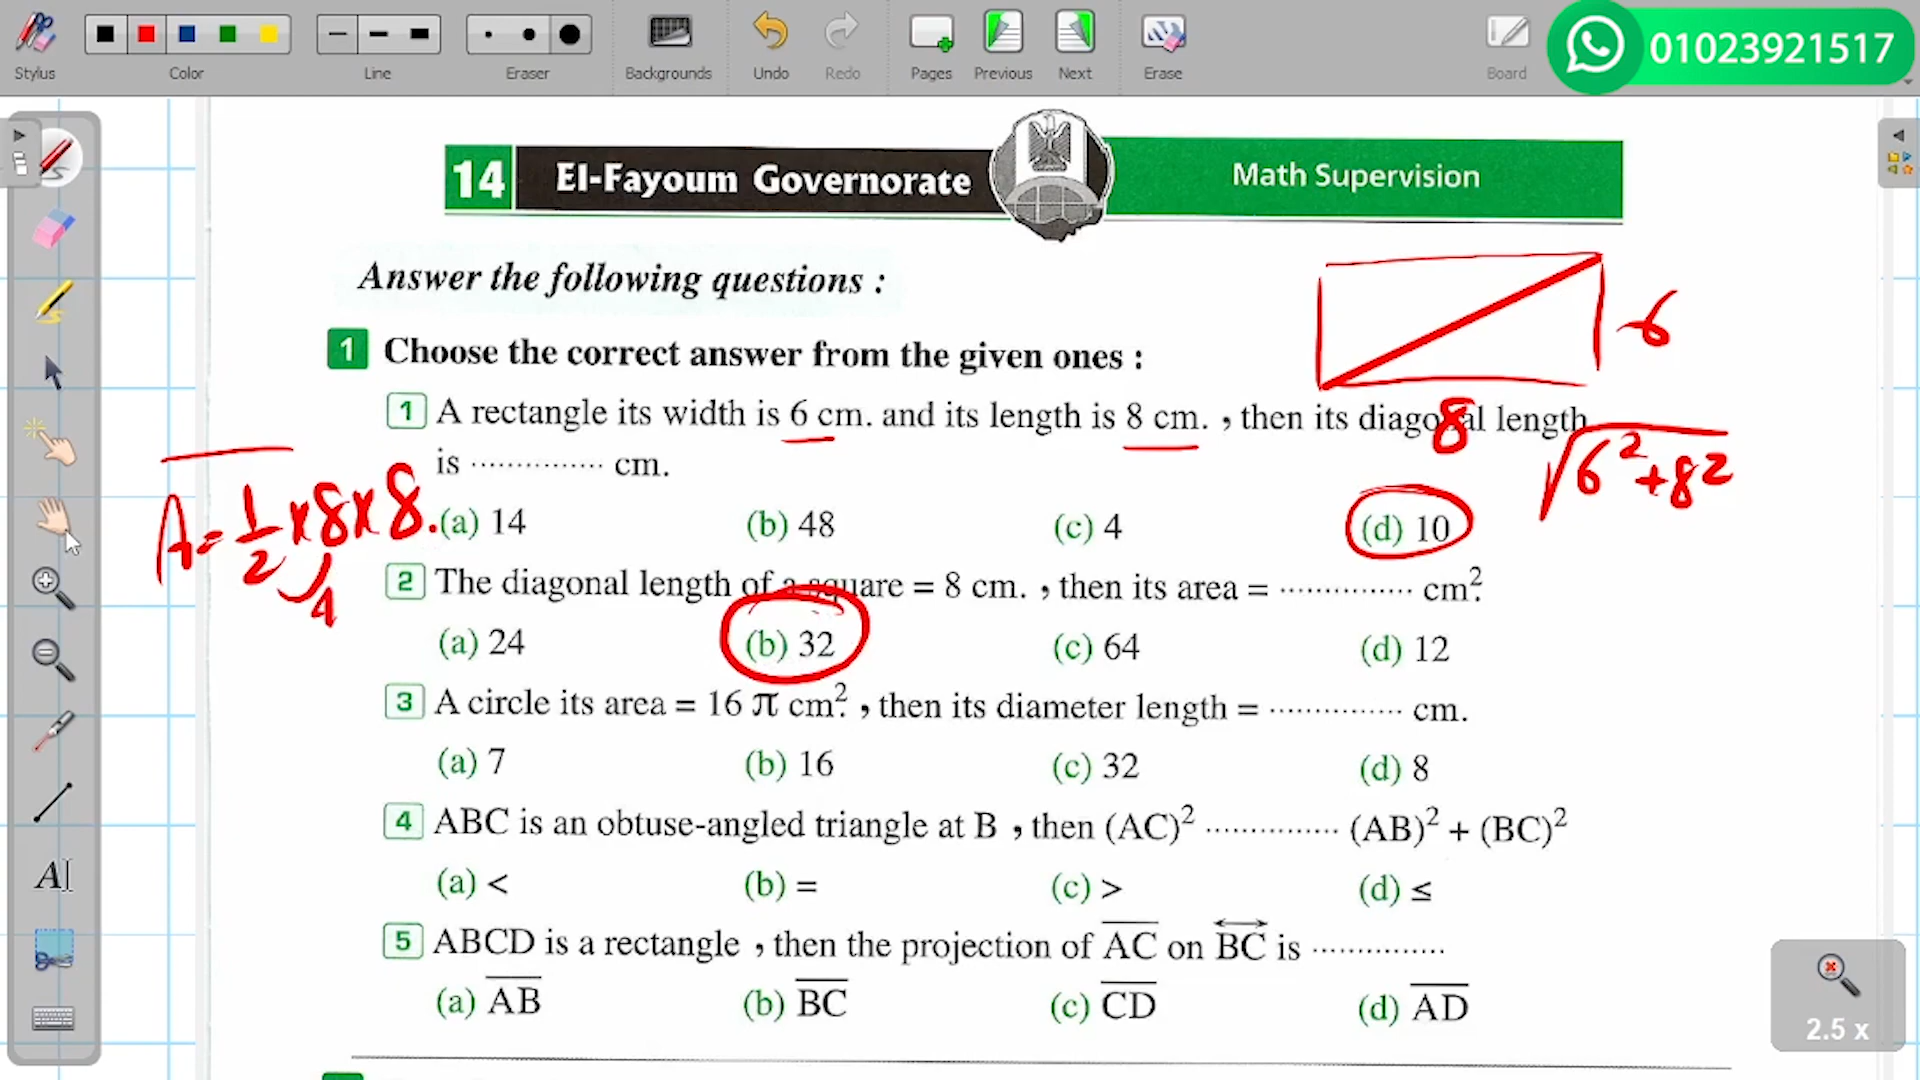 Stylus
Color
Line
Eraser
Backgrounds
Undo
Redo
Pages
Previous
Next
Erase
Board
01023921517
14 El-Fayoum Governorate Math Supervision
Answer the following questions :
6
1 Choose the correct answer from the given ones :
1 A rectangle its width is 6 cm. and its length is 8 cm. , then its diagonal length
8
is ............... cm.
√6²+8²
A = 1/2 × 8 × 8.
4
(a) 14 (b) 48 (c) 4 (d) 10
2 The diagonal length of a square = 8 cm. , then its area = ............... cm².
(a) 24 (b) 32 (c) 64 (d) 12
3 A circle its area = 16 π cm². , then its diameter length = ............... cm.
(a) 7 (b) 16 (c) 32 (d) 8
4 ABC is an obtuse-angled triangle at B , then (AC)² ............... (AB)² + (BC)²
(a) < (b) = (c) > (d) ≤
5 ABCD is a rectangle , then the projection of AC on BC is ...............
(a) AB (b) BC (c) CD (d) AD
2.5 x